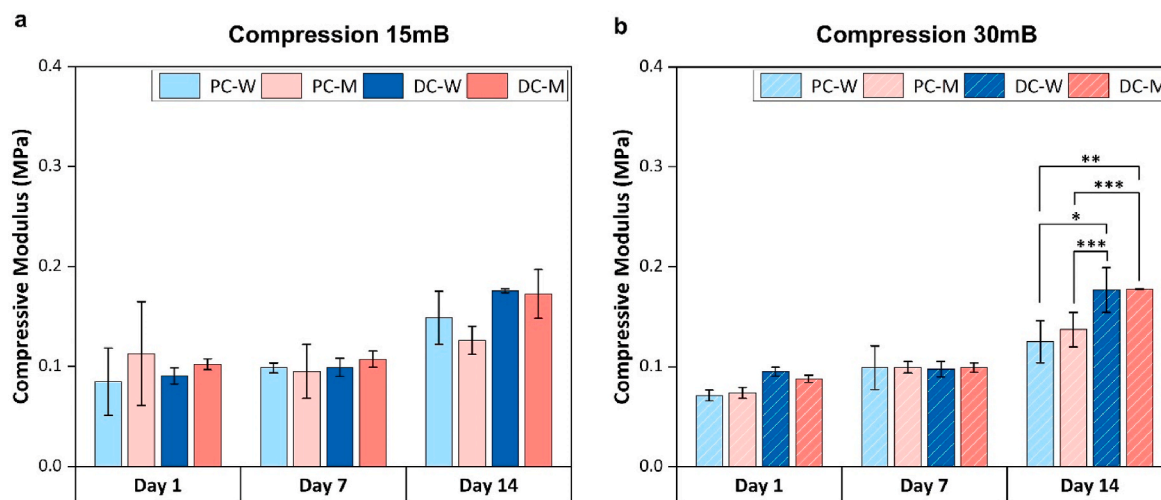 a
Compression 15mB
PC-W PC-M DC-W DC-M
Compressive Modulus (MPa)
0.4
0.3
0.2
0.1
0.0
Day 1 Day 7 Day 14
b
Compression 30mB
PC-W PC-M DC-W DC-M
Compressive Modulus (MPa)
0.4
0.3
0.2
0.1
0.0
**
***
*
***
Day 1 Day 7 Day 14